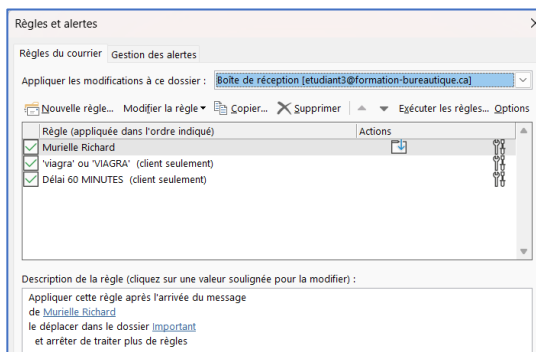 Règles et alertes
Règles du courrier Gestion des alertes
Appliquer les modifications à ce dossier : Boîte de réception [etudiant3@formation-bureautique.ca]
Nouvelle règle... Modifier la règle Copier... Supprimer Exécuter les règles... Options
Règle (appliquée dans l'ordre indiqué) Actions
Murielle Richard
'viagra' ou 'VIAGRA' (client seulement)
Délai 60 MINUTES (client seulement)
Description de la règle (cliquez sur une valeur soulignée pour la modifier) :
Appliquer cette règle après l'arrivée du message
de Murielle Richard
le déplacer dans le dossier Important
et arrêter de traiter plus de règles